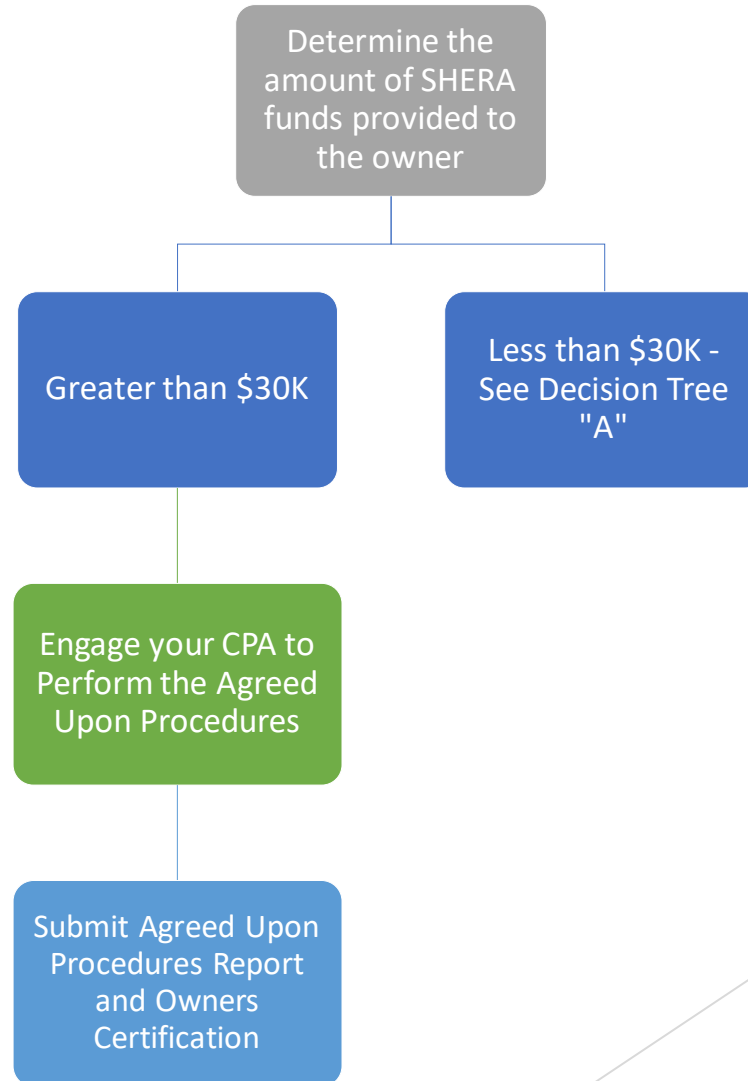 Determine the
amount of SHERA
funds provided to
the owner
Greater than $30K
Less than $30K -
See Decision Tree
"A"
Engage your CPA to
Perform the Agreed
Upon Procedures
Submit Agreed Upon
Procedures Report
and Owners
Certification